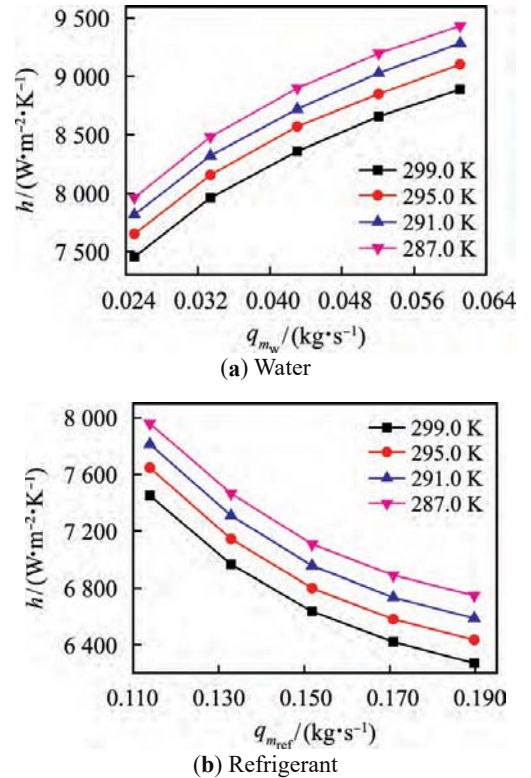 9 500
9 000
8 500
8 000
7 500
h/(W•m⁻²•K⁻¹)
299.0 K
295.0 K
291.0 K
287.0 K
0.024 0.032 0.040 0.048 0.056 0.064
qmw/(kg•s⁻¹)
(a) Water
8 000
7 600
7 200
6 800
6 400
h/(W•m⁻²•K⁻¹)
299.0 K
295.0 K
291.0 K
287.0 K
0.110 0.130 0.150 0.170 0.190
qmref/(kg•s⁻¹)
(b) Refrigerant